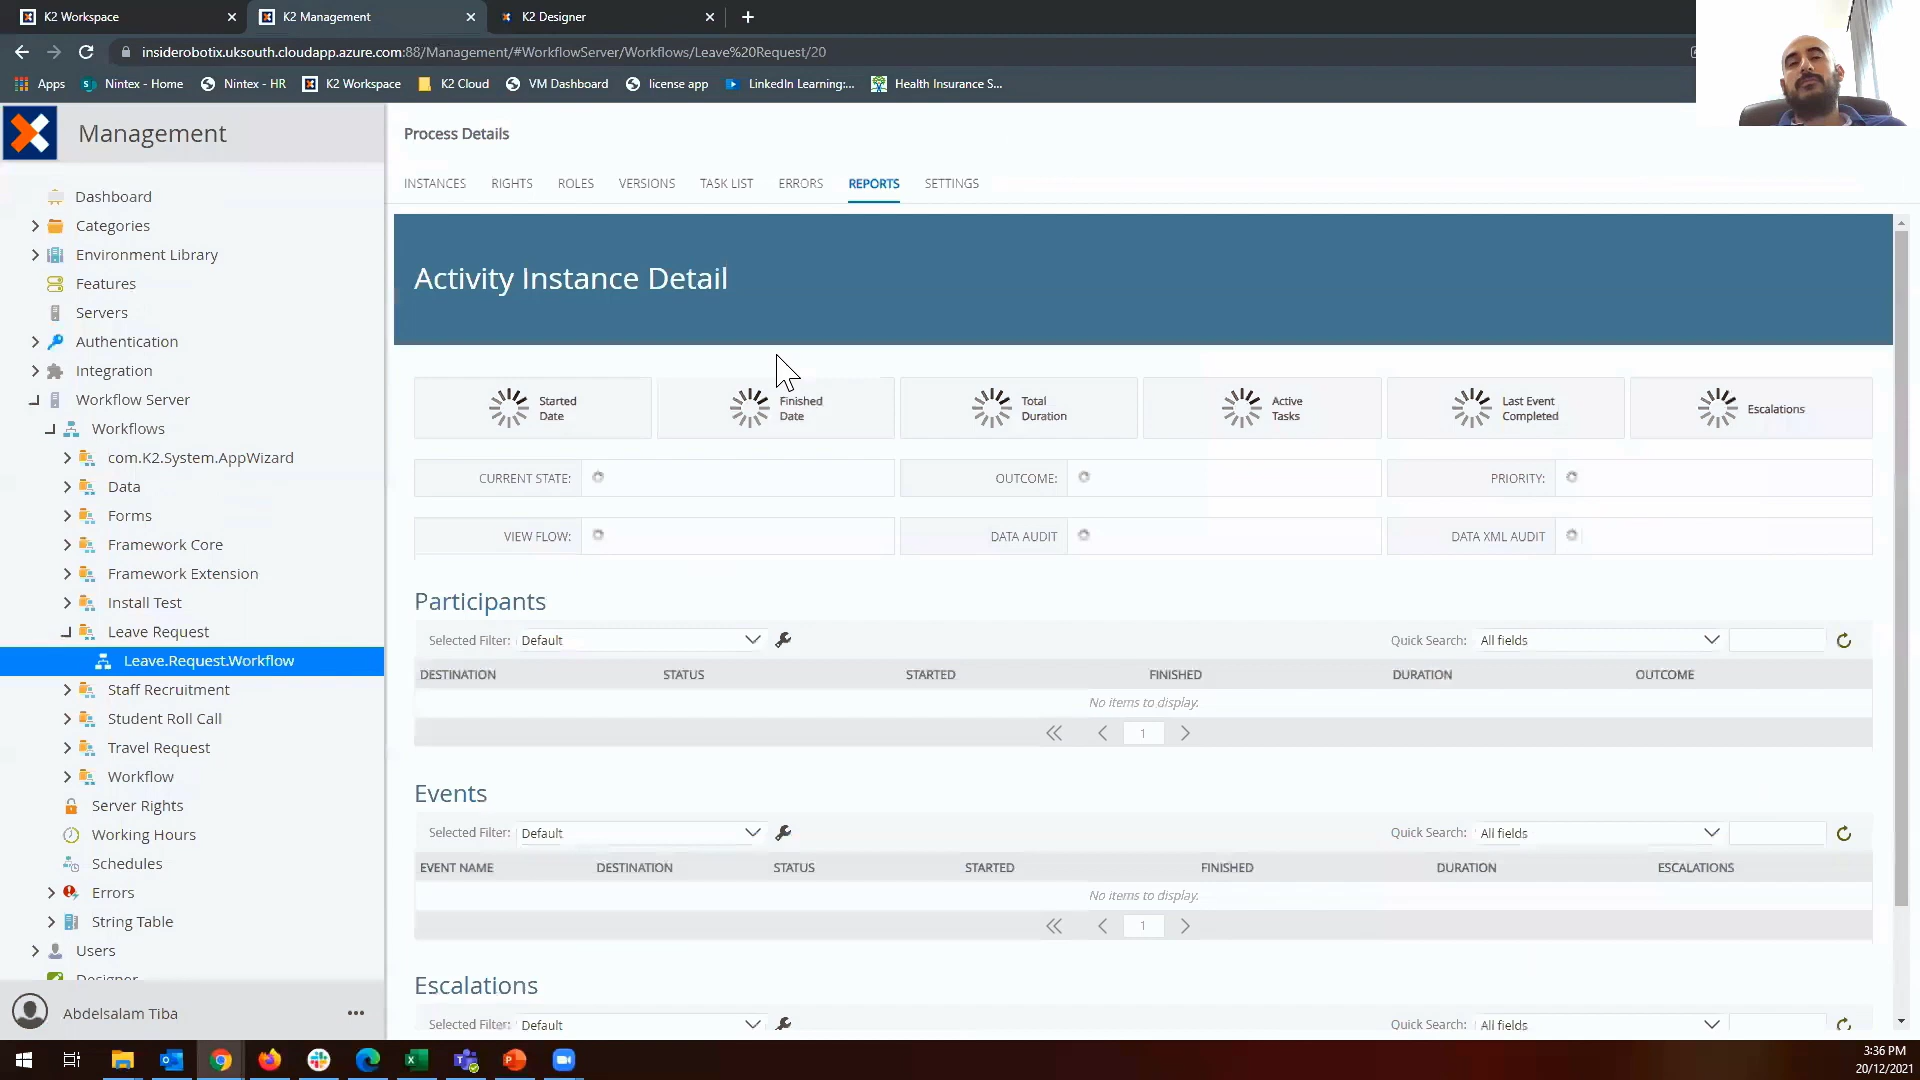 K2 Workspace
K2 Management
K2 Designer
insiderobotix.uksouth.cloudapp.azure.com:88/Management/#WorkflowServer/Workflows/Leave%20Request/20
Apps
Nintex - Home
Nintex - HR
K2 Workspace
K2 Cloud
VM Dashboard
license app
LinkedIn Learning:...
Health Insurance S...
Management
Dashboard
Categories
Environment Library
Features
Servers
Authentication
Integration
Workflow Server
Workflows
com.K2.System.AppWizard
Data
Forms
Framework Core
Framework Extension
Install Test
Leave Request
Leave.Request.Workflow
Staff Recruitment
Student Roll Call
Travel Request
Workflow
Server Rights
Working Hours
Schedules
Errors
String Table
Users
Designer
Abdelsalam Tiba
Process Details
INSTANCES RIGHTS ROLES VERSIONS TASK LIST ERRORS REPORTS SETTINGS
Activity Instance Detail
Started
Date
Finished
Date
Total
Duration
Active
Tasks
Last Event
Completed
Escalations
CURRENT STATE: OUTCOME: PRIORITY:
VIEW FLOW: DATA AUDIT DATA XML AUDIT
Participants
Selected Filter: Default Quick Search: All fields
DESTINATION STATUS STARTED FINISHED DURATION OUTCOME
No items to display.
1
Events
Selected Filter: Default Quick Search: All fields
EVENT NAME DESTINATION STATUS STARTED FINISHED DURATION ESCALATIONS
No items to display.
1
Escalations
Selected Filter: Default Quick Search: All fields
3:36 PM
20/12/2021